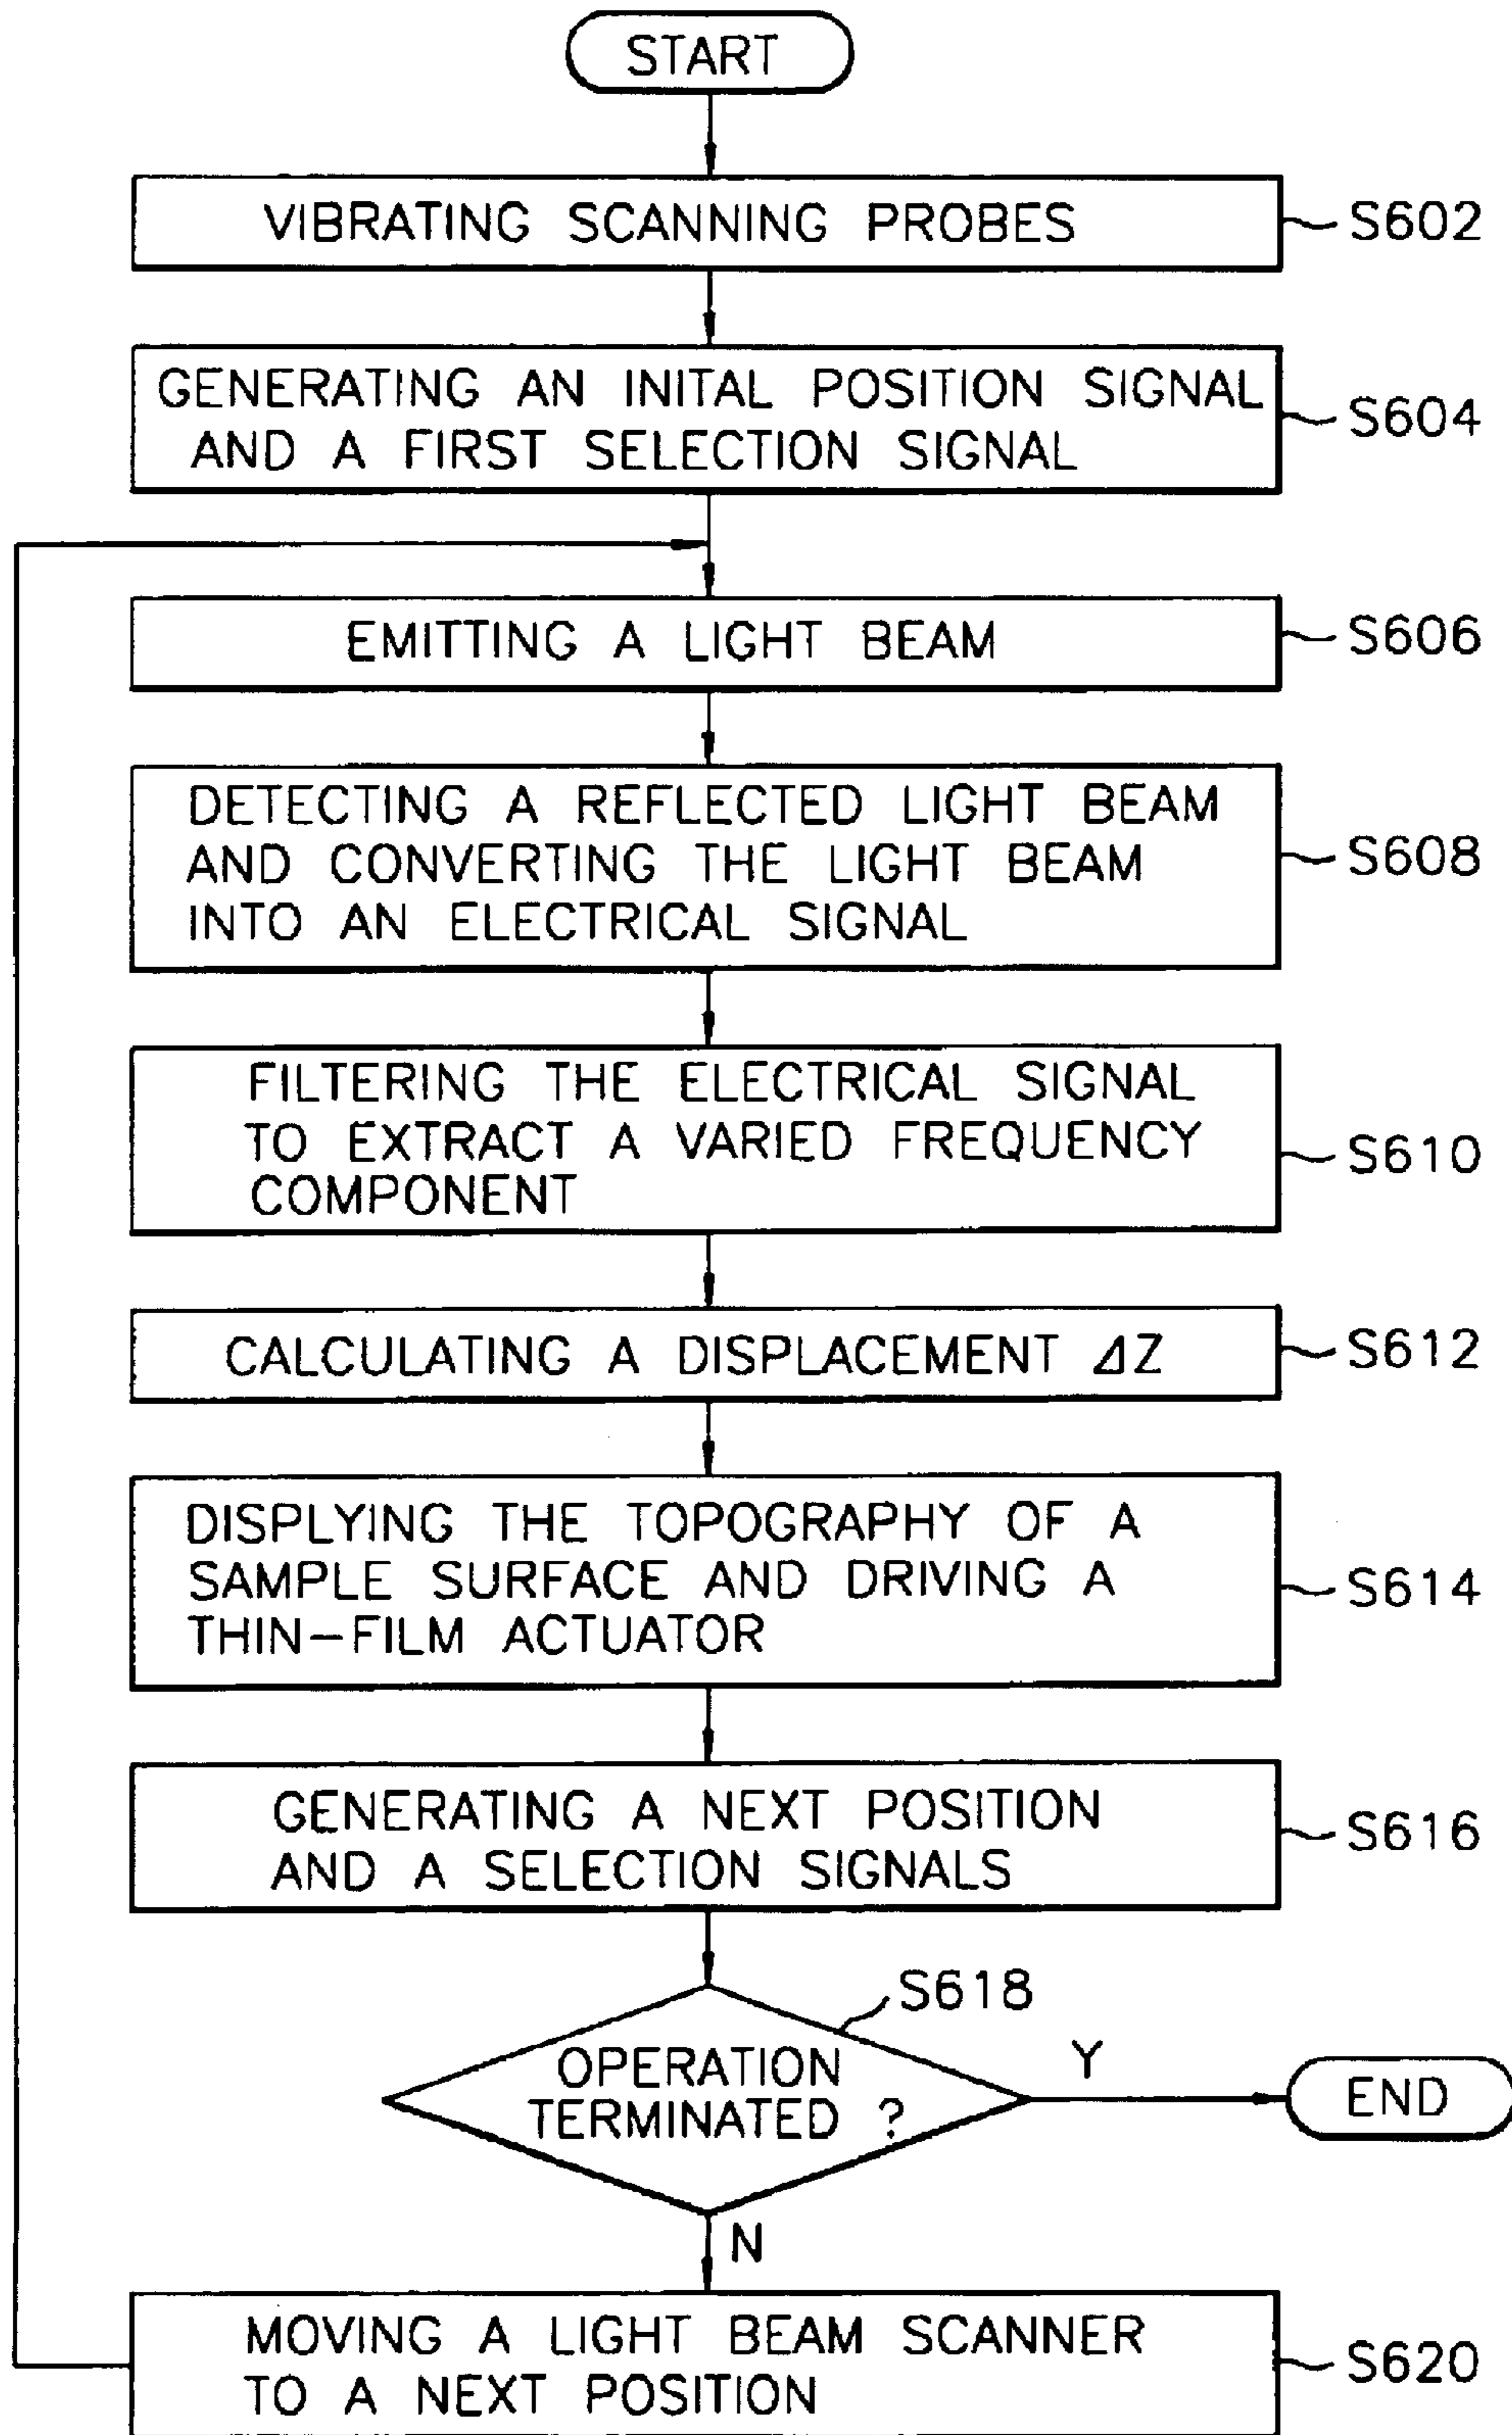 START
VIBRATING SCANNING PROBES
S602
GENERATING AN INITAL POSITION SIGNAL
AND A FIRST SELECTION SIGNAL
S604
EMITTING A LIGHT BEAM
S606
DETECTING A REFLECTED LIGHT BEAM
AND CONVERTING THE LIGHT BEAM
INTO AN ELECTRICAL SIGNAL
S608
FILTERING THE ELECTRICAL SIGNAL
TO EXTRACT A VARIED FREQUENCY
COMPONENT
S610
CALCULATING A DISPLACEMENT ΔZ
S612
DISPLYING THE TOPOGRAPHY OF A
SAMPLE SURFACE AND DRIVING A
THIN-FILM ACTUATOR
S614
GENERATING A NEXT POSITION
AND A SELECTION SIGNALS
S616
S618
OPERATION
TERMINATED ?
Y
END
N
MOVING A LIGHT BEAM SCANNER
TO A NEXT POSITION
S620